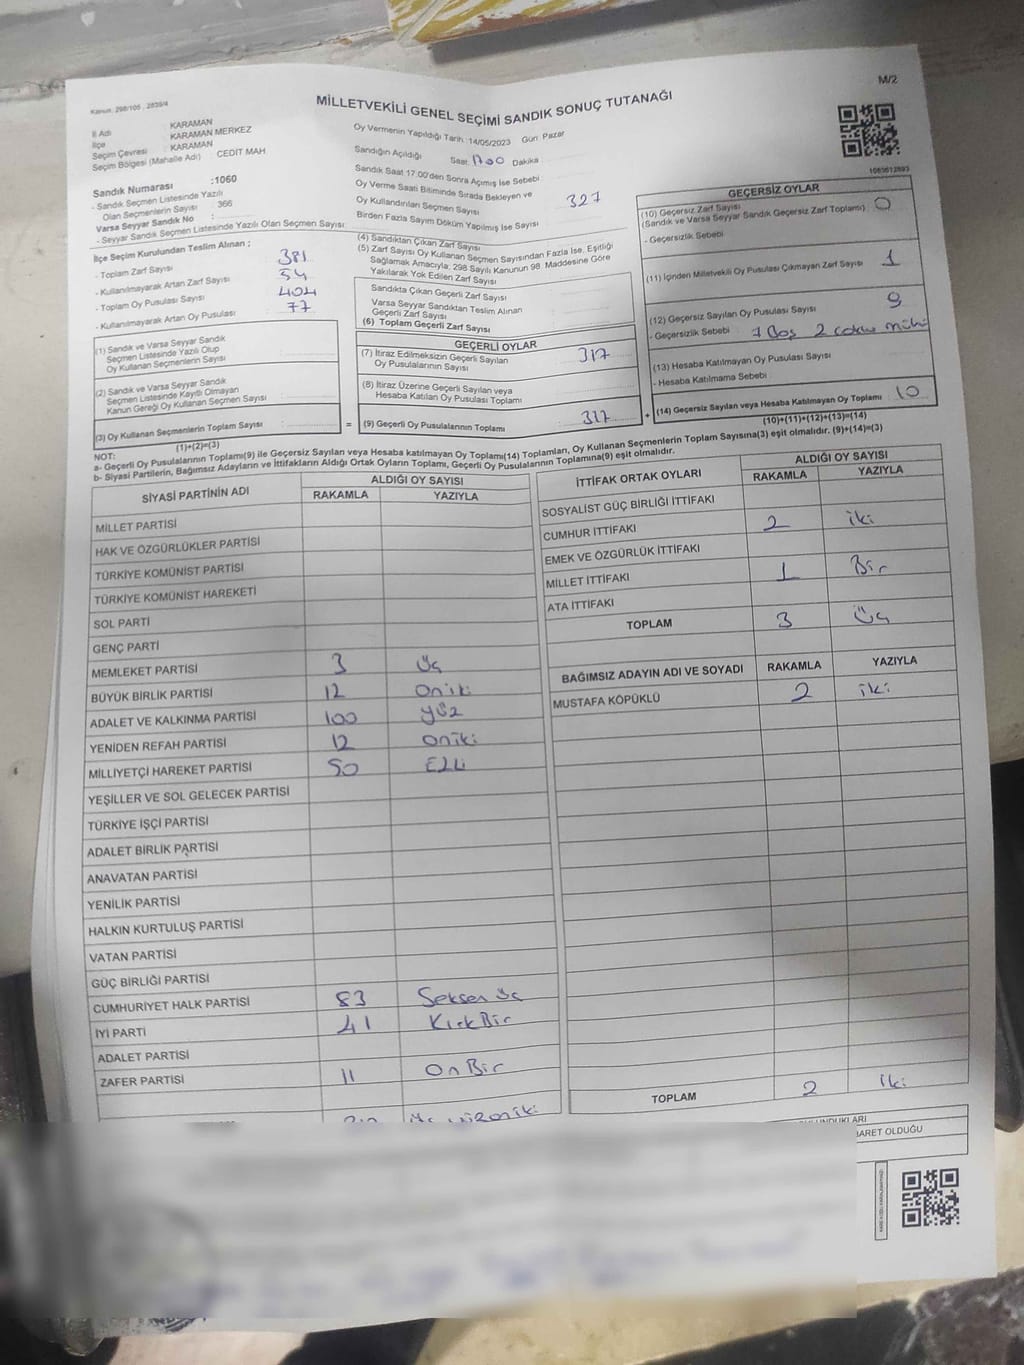 M/2
Kanun: 298/105 , 2839/4
MİLLETVEKİLİ GENEL SEÇİMİ SANDIK SONUÇ TUTANAĞI
İl Adı : KARAMAN
İlçe : KARAMAN MERKEZ
Seçim Çevresi : KARAMAN
Seçim Bölgesi (Mahalle Adı) CEDİT MAH
Sandık Numarası :1060
- Sandık Seçmen Listesinde Yazılı
Olan Seçmenlerin Sayısı : 366
Varsa Seyyar Sandık No :
- Seyyar Sandık Seçmen Listesinde Yazılı Olan Seçmen Sayısı:
Oy Vermenin Yapıldığı Tarih :14/05/2023 Gün: Pazar
Sandığın Açıldığı Saat: 17 00 Dakika
Sandık Saat 17:00'den Sonra Açımış İse Sebebi :
Oy Verme Saati Bitiminde Sırada Bekleyen ve
Oy Kullandırılan Seçmen Sayısı : 327
Birden Fazla Sayım Döküm Yapılmış İse Sayısı :
1083612893
İlçe Seçim Kurulundan Teslim Alınan ;
- Toplam Zarf Sayısı : 381
- Kullanılmayarak Artan Zarf Sayısı : 54
- Toplam Oy Pusulası Sayısı : 404
- Kullanılmayarak Artan Oy Pusulası : 77
(1) Sandık ve Varsa Seyyar Sandık
Seçmen Listesinde Yazılı Olup
Oy Kullanan Seçmenlerin Sayısı :
(2) Sandık ve Varsa Seyyar Sandık
Seçmen Listesinde Kayıtlı Olmayan
Kanun Gereği Oy Kullanan Seçmen Sayısı :
(3) Oy Kullanan Seçmenlerin Toplam Sayısı :
(1)+(2)=(3)
(4) Sandıktan Çıkan Zarf Sayısı
(5) Zarf Sayısı Oy Kullanan Seçmen Sayısından Fazla İse, Eşitliği
Sağlamak Amacıyla, 298 Sayılı Kanunun 98. Maddesine Göre
Yakılarak Yok Edilen Zarf Sayısı :
Sandıkta Çıkan Geçerli Zarf Sayısı :
Varsa Seyyar Sandıktan Teslim Alınan
Geçerli Zarf Sayısı :
(6) Toplam Geçerli Zarf Sayısı :
GEÇERLİ OYLAR
(7) İtiraz Edilmeksizin Geçerli Sayılan
Oy Pusulalarının Sayısı : 317
(8) İtiraz Üzerine Geçerli Sayılan veya
Hesaba Katılan Oy Pusulası Toplamı :
= (9) Geçerli Oy Pusulalarının Toplamı : 317 +
GEÇERSİZ OYLAR
(10) Geçersiz Zarf Sayısı
(Sandık ve Varsa Seyyar Sandık Geçersiz Zarf Toplamı) : 0
- Geçersizlik Sebebi :
(11) İçinden Milletvekili Oy Pusulası Çıkmayan Zarf Sayısı : 1
(12) Geçersiz Sayılan Oy Pusulası Sayısı : 9
- Geçersizlik Sebebi : 7 Boş 2
(13) Hesaba Katılmayan Oy Pusulası Sayısı :
- Hesaba Katılmama Sebebi :
(14) Geçersiz Sayılan veya Hesaba Katılmayan Oy Toplamı : 10
(10)+(11)+(12)+(13)=(14)
NOT:
a- Geçerli Oy Pusulalarının Toplamı(9) ile Geçersiz Sayılan veya Hesaba katılmayan Oy Toplamı(14) Toplamları, Oy Kullanan Seçmenlerin Toplam Sayısına(3) eşit olmalıdır. (9)+(14)=(3)
b- Siyasi Partilerin, Bağımsız Adayların ve İttifakların Aldığı Ortak Oyların Toplamı, Geçerli Oy Pusulalarının Toplamına(9) eşit olmalıdır.
SİYASİ PARTİNİN ADI ALDIĞI OY SAYISI
RAKAMLA YAZIYLA
MİLLET PARTİSİ
HAK VE ÖZGÜRLÜKLER PARTİSİ
TÜRKİYE KOMÜNİST PARTİSİ
TÜRKİYE KOMÜNİST HAREKETİ
SOL PARTİ
GENÇ PARTİ
MEMLEKET PARTİSİ 3 Üç
BÜYÜK BİRLİK PARTİSİ 12 Oniki
ADALET VE KALKINMA PARTİSİ 100 yüz
YENİDEN REFAH PARTİSİ 12 Oniki
MİLLİYETÇİ HAREKET PARTİSİ 50 Elli
YEŞİLLER VE SOL GELECEK PARTİSİ
TÜRKİYE İŞÇİ PARTİSİ
ADALET BİRLİK PARTİSİ
ANAVATAN PARTİSİ
YENİLİK PARTİSİ
HALKIN KURTULUŞ PARTİSİ
VATAN PARTİSİ
GÜÇ BİRLİĞİ PARTİSİ
CUMHURİYET HALK PARTİSİ 83 Seksen Üç
İYİ PARTİ 41 Kırk Bir
ADALET PARTİSİ
ZAFER PARTİSİ 11 On Bir
İTTİFAK ORTAK OYLARI ALDIĞI OY SAYISI
RAKAMLA YAZIYLA
SOSYALİST GÜÇ BİRLİĞİ İTTİFAKI
CUMHUR İTTİFAKI 2 iki
EMEK VE ÖZGÜRLÜK İTTİFAKI
MİLLET İTTİFAKI 1 Bir
ATA İTTİFAKI
TOPLAM 3 Üç
BAĞIMSIZ ADAYIN ADI VE SOYADI RAKAMLA YAZIYLA
MUSTAFA KÖPÜKLÜ 2 iki
TOPLAM 2 iki
BARET OLDUĞU